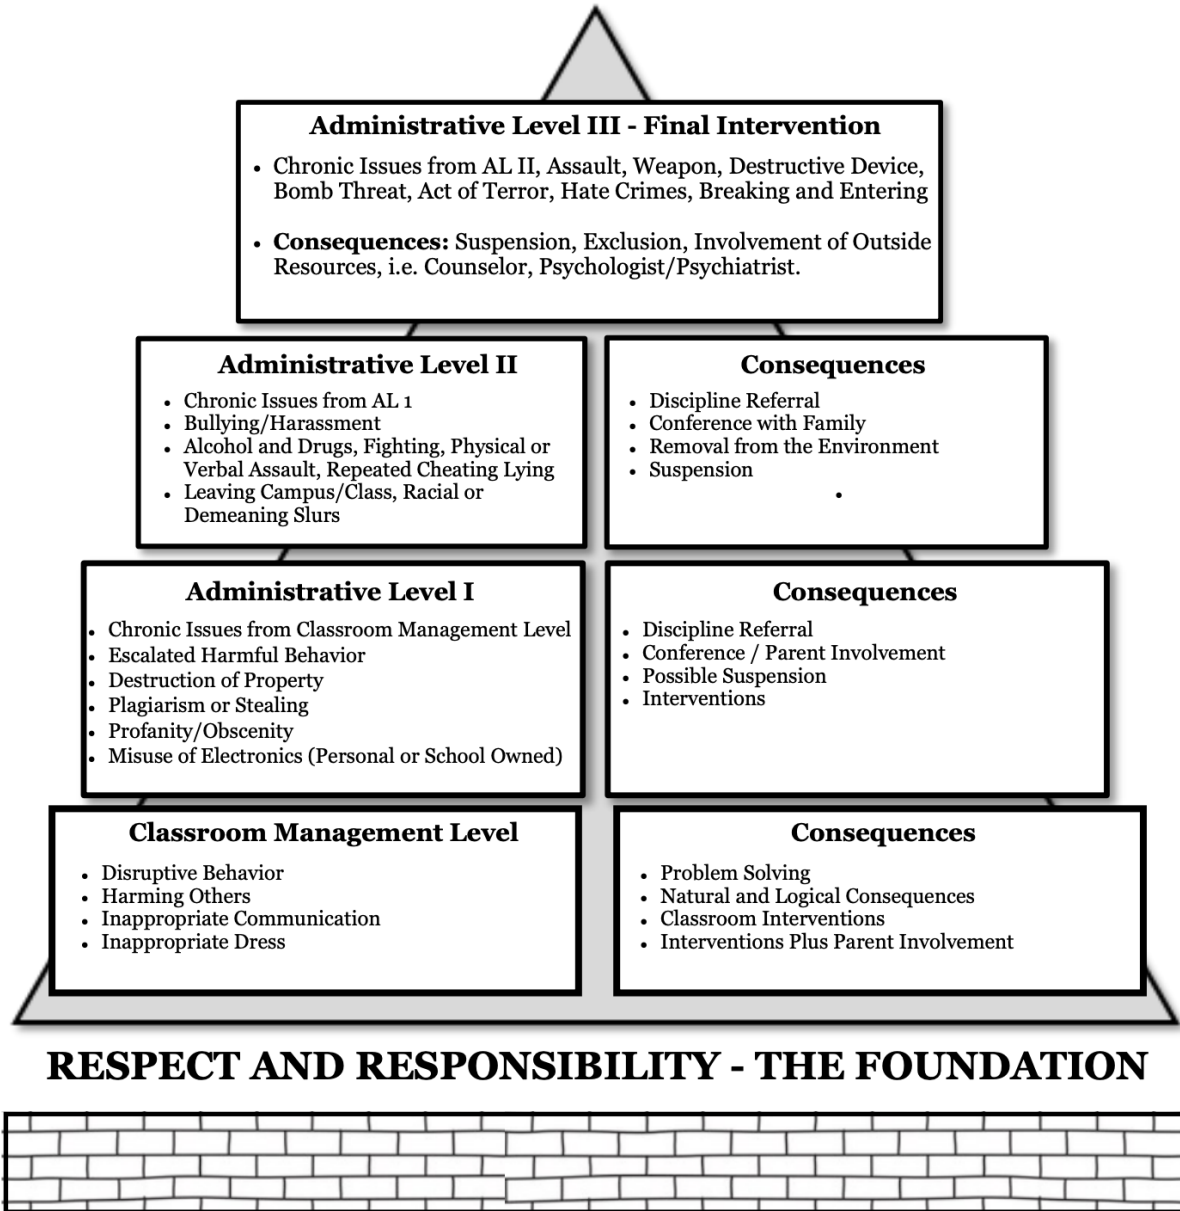 Administrative Level III - Final Intervention
• Chronic Issues from AL II, Assault, Weapon, Destructive Device,
Bomb Threat, Act of Terror, Hate Crimes, Breaking and Entering
• Consequences: Suspension, Exclusion, Involvement of Outside
Resources, i.e. Counselor, Psychologist/Psychiatrist.
Administrative Level II
• Chronic Issues from AL 1
• Bullying/Harassment
• Alcohol and Drugs, Fighting, Physical or
Verbal Assault, Repeated Cheating Lying
• Leaving Campus/Class, Racial or
Demeaning Slurs
Consequences
• Discipline Referral
• Conference with Family
• Removal from the Environment
• Suspension
•
Administrative Level I
• Chronic Issues from Classroom Management Level
• Escalated Harmful Behavior
• Destruction of Property
• Plagiarism or Stealing
• Profanity/Obscenity
• Misuse of Electronics (Personal or School Owned)
Consequences
• Discipline Referral
• Conference / Parent Involvement
• Possible Suspension
• Interventions
Classroom Management Level
• Disruptive Behavior
• Harming Others
• Inappropriate Communication
• Inappropriate Dress
Consequences
• Problem Solving
• Natural and Logical Consequences
• Classroom Interventions
• Interventions Plus Parent Involvement
RESPECT AND RESPONSIBILITY - THE FOUNDATION